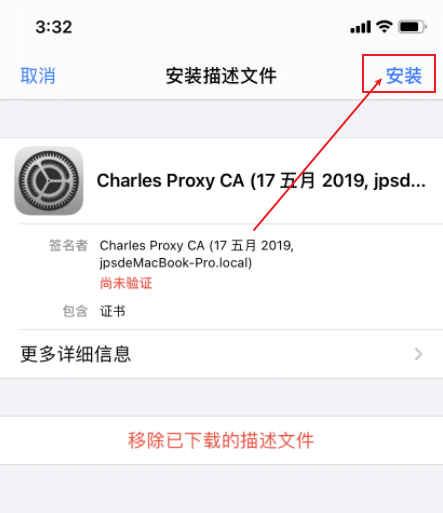 3:32
取消 安装描述文件 安装
Charles Proxy CA (17 五月 2019, jpsd...
签名者 Charles Proxy CA (17 五月 2019,
jpsdeMacBook-Pro.local)
尚未验证
包含 证书
更多详细信息
移除已下载的描述文件